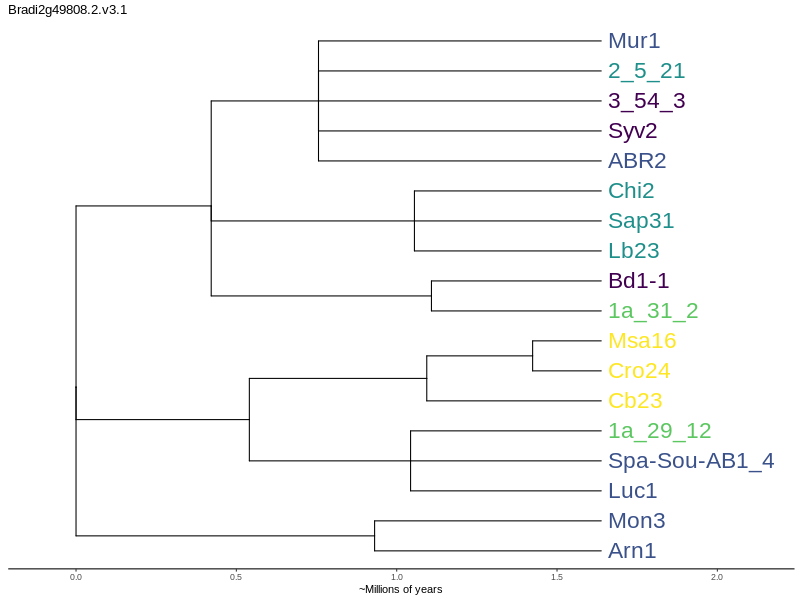 Bradi2g49808.2.v3.1
Mur1
2_5_21
3_54_3
Syv2
ABR2
Chi2
Sap31
Lb23
Bd1-1
1a_31_2
Msa16
Cro24
Cb23
1a_29_12
Spa-Sou-AB1_4
Luc1
Mon3
Arn1
0.0 0.5 1.0 1.5 2.0
~Millions of years